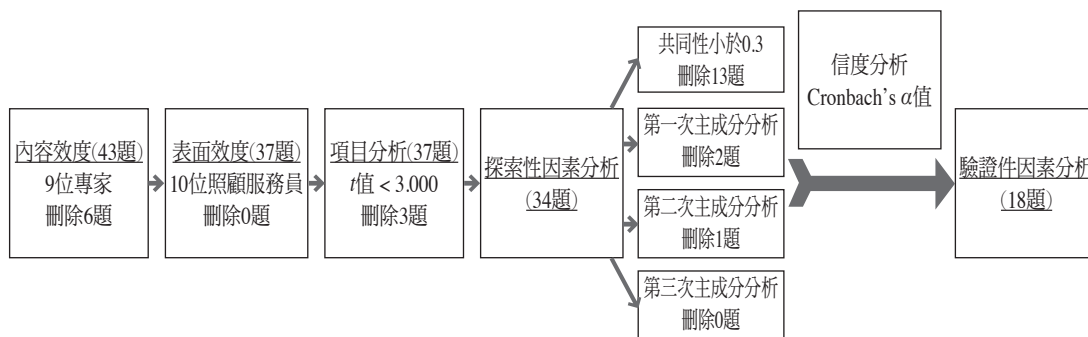 內容效度(43題)
9位專家
刪除6題
表面效度(37題)
10位照顧服務員
刪除0題
項目分析(37題)
t值 < 3.000
刪除3題
探索性因素分析
(34題)
共同性小於0.3
刪除13題
第一次主成分分析
刪除2題
第二次主成分分析
刪除1題
第三次主成分分析
刪除0題
信度分析
Cronbach's α值
驗證件因素分析
(18題)